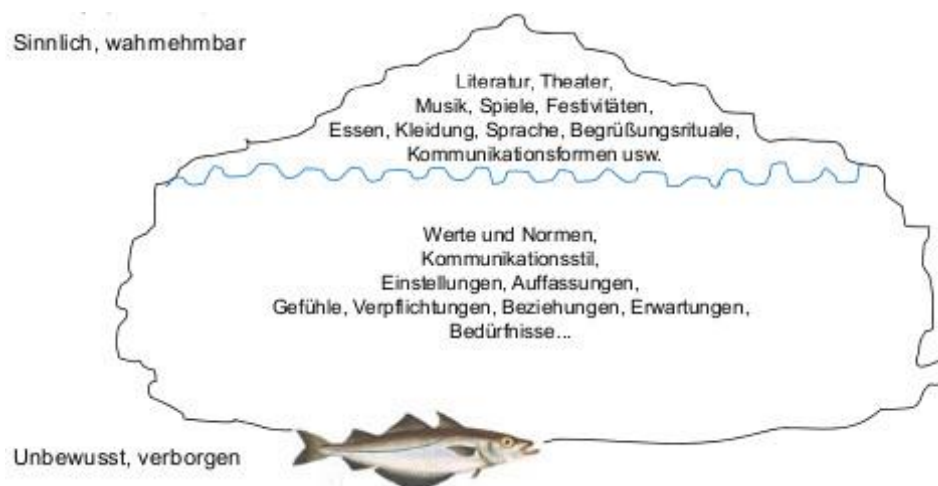 Sinnlich, wahrnehmbar
Literatur, Theater,
Musik, Spiele, Festivitäten,
Essen, Kleidung, Sprache, Begrüßungsrituale,
Kommunikationsformen usw.
Werte und Normen,
Kommunikationsstil,
Einstellungen, Auffassungen,
Gefühle, Verpflichtungen, Beziehungen, Erwartungen,
Bedürfnisse...
Unbewusst, verborgen